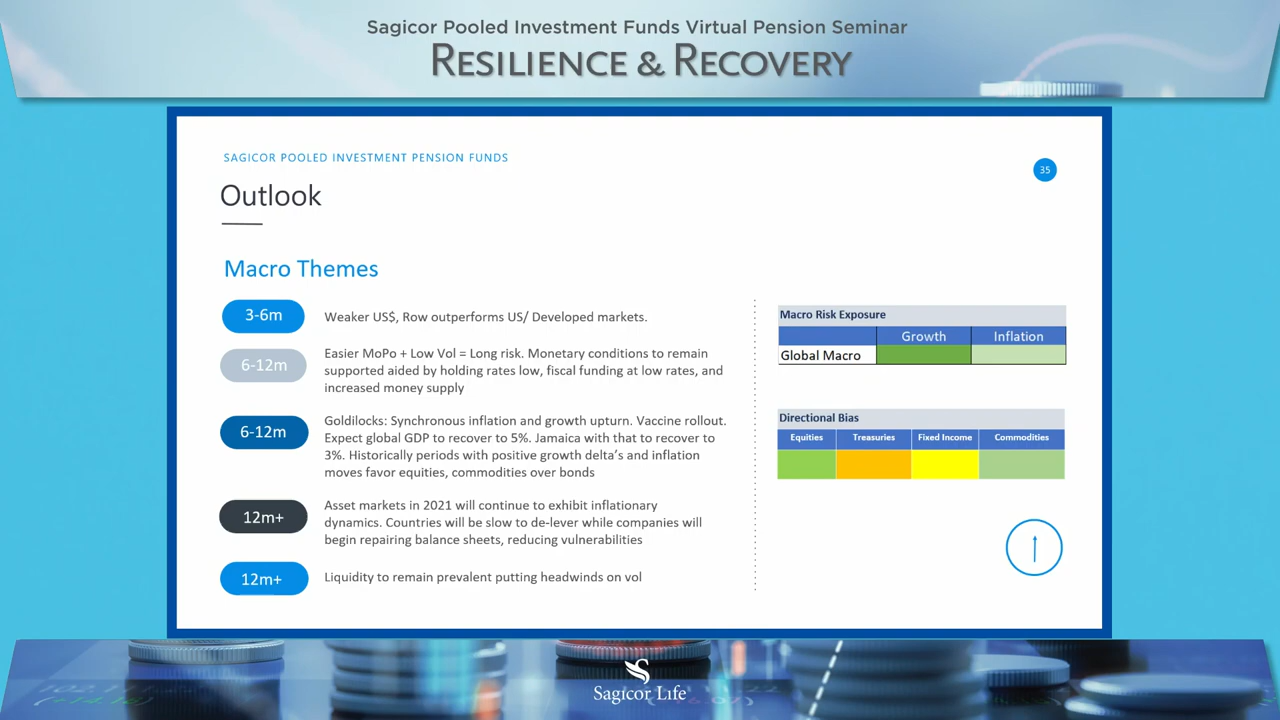 Sagicor Pooled Investment Funds Virtual Pension Seminar
RESILIENCE & RECOVERY
SAGICOR POOLED INVESTMENT PENSION FUNDS
35
Outlook
Macro Themes
3-6m
Weaker US$, Row outperforms US/ Developed markets.
6-12m
Easier MoPo + Low Vol = Long risk. Monetary conditions to remain
supported aided by holding rates low, fiscal funding at low rates, and
increased money supply
6-12m
Goldilocks: Synchronous inflation and growth upturn. Vaccine rollout.
Expect global GDP to recover to 5%. Jamaica with that to recover to
3%. Historically periods with positive growth delta's and inflation
moves favor equities, commodities over bonds
12m+
Asset markets in 2021 will continue to exhibit inflationary
dynamics. Countries will be slow to de-lever while companies will
begin repairing balance sheets, reducing vulnerabilities
12m+
Liquidity to remain prevalent putting headwinds on vol
Macro Risk Exposure
Growth Inflation
Global Macro
Directional Bias
Equities Treasuries Fixed Income Commodities
Sagicor Life